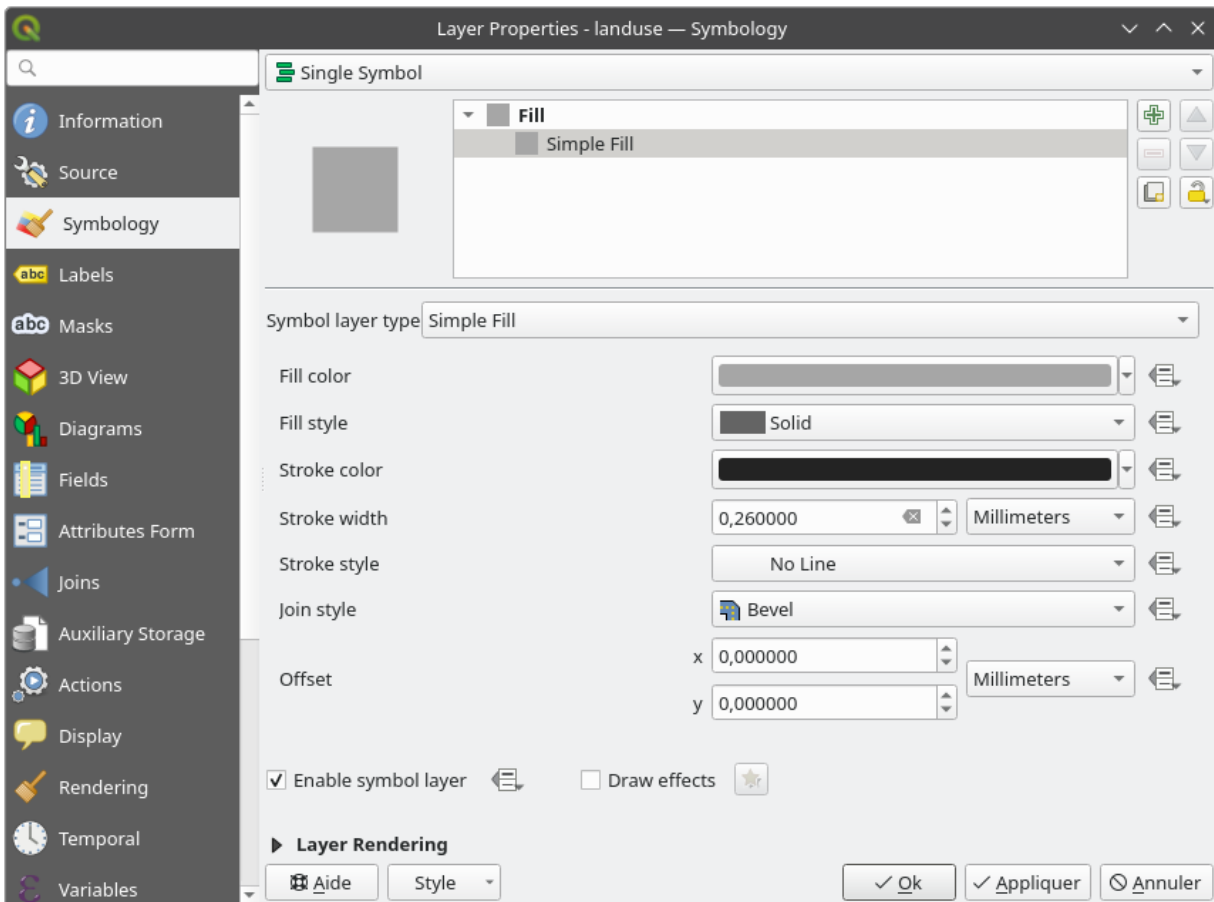 Layer Properties - landuse — Symbology
Single Symbol
Information
Fill
Simple Fill
Source
Symbology
abc Labels
abc Masks
3D View
Diagrams
Fields
Attributes Form
Joins
Auxiliary Storage
Actions
Display
Rendering
Temporal
Variables
Symbol layer type Simple Fill
Fill color
Fill style Solid
Stroke color
Stroke width 0,260000 Millimeters
Stroke style No Line
Join style Bevel
x 0,000000
Offset Millimeters
y 0,000000
Enable symbol layer Draw effects
Layer Rendering
Aide Style Ok Appliquer Annuler